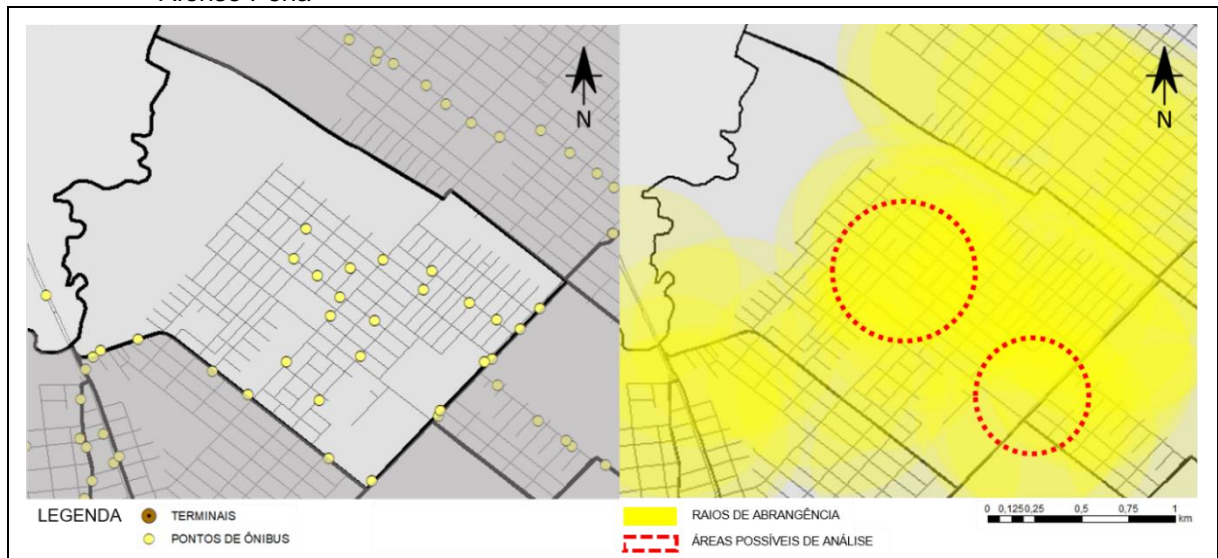 Afonso Pena
N
N
LEGENDA
TERMINAIS
PONTOS DE ÔNIBUS
RAIOS DE ABRANGÊNCIA
ÁREAS POSSÍVEIS DE ANÁLISE
0 0,125 0,25 0,5 0,75 1
km